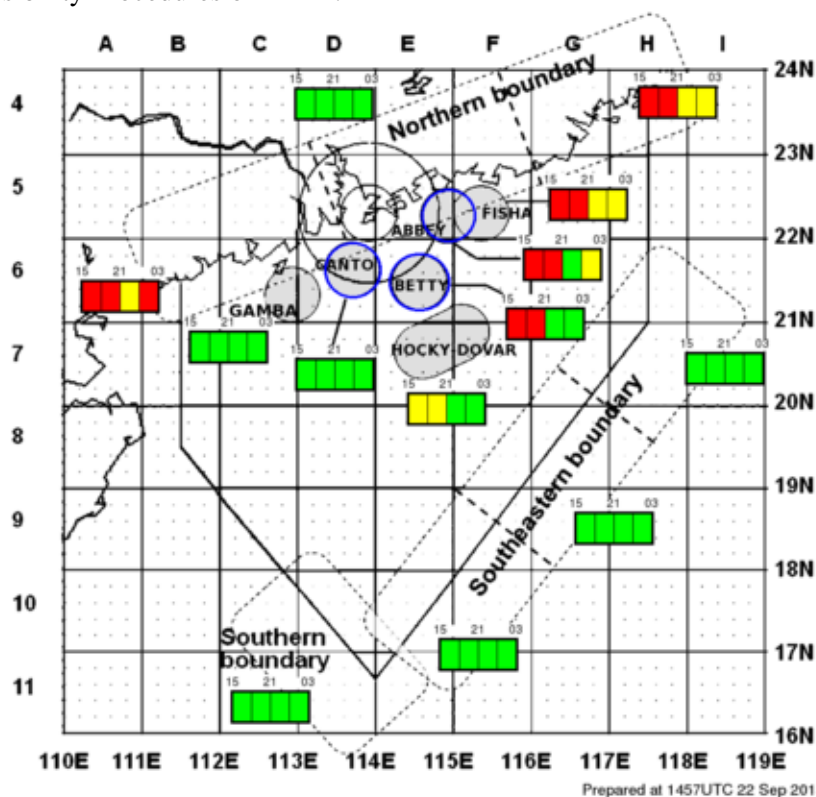 A B C D E F G H I
15 21 03
15 21 03
24N
4
Northern boundary
23N
5
15 21 03
FISHA
ABBEY
22N
15 21 03
6
CANTO
15 21 03
BETTY
GAMBA
15 21 03
21N
15 21 03
7
HOCKY-DOVAR
15 21 03
15 21 03
15 21 03
20N
8
Southeastern boundary
19N
9
15 21 03
18N
10
Southern
boundary
15 21 03
17N
11
15 21 03
16N
110E 111E 112E 113E 114E 115E 116E 117E 118E 119E
Prepared at 1457UTC 22 Sep 201